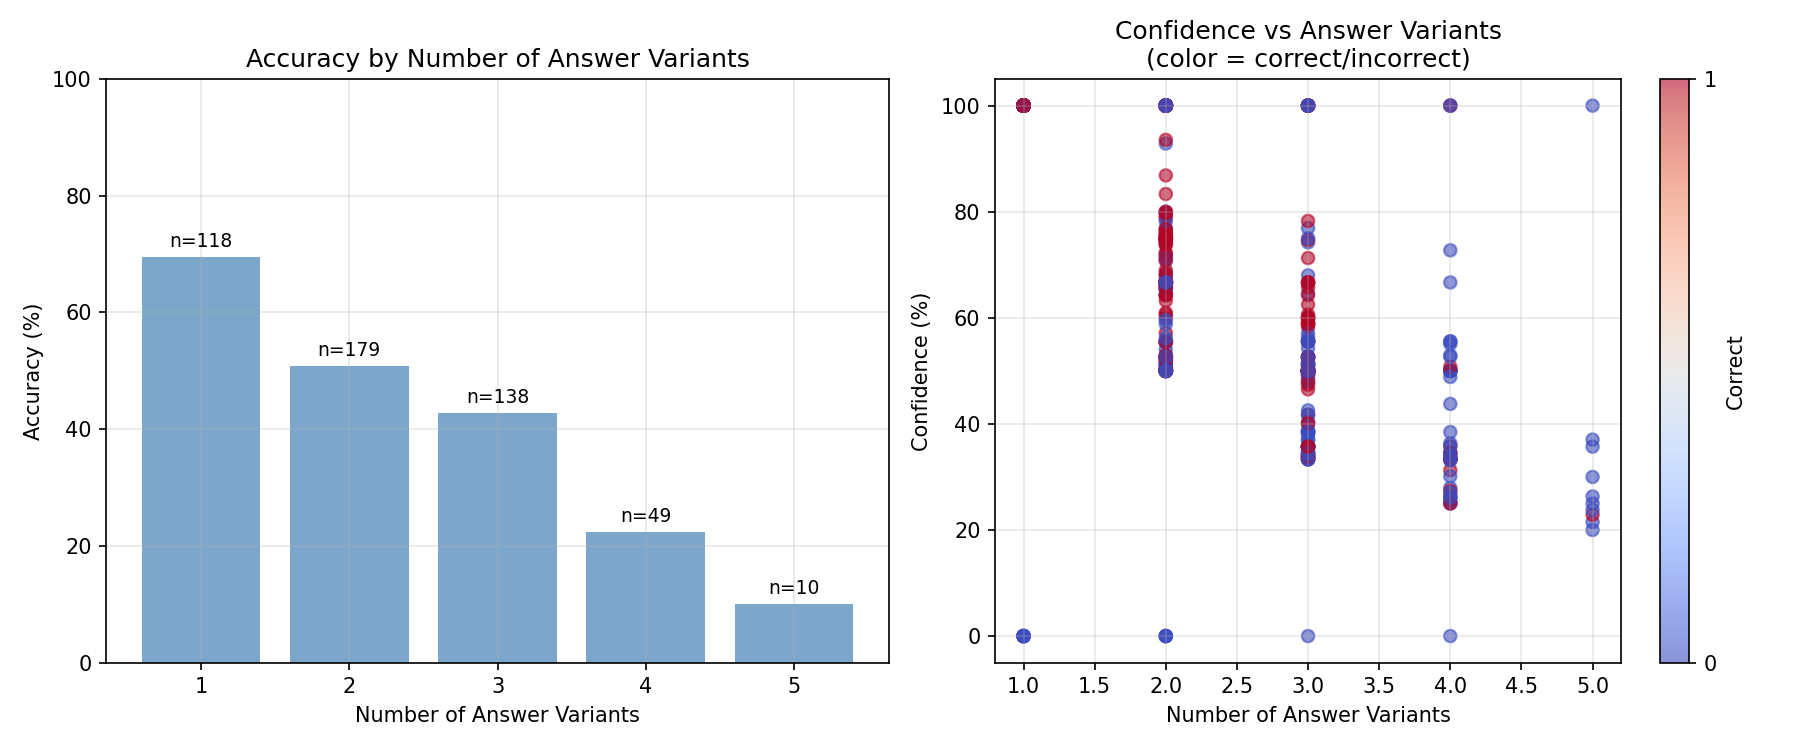 Accuracy by Number of Answer Variants
100
80
60
40
20
0
Accuracy (%)
n=118
n=179
n=138
n=49
n=10
1 2 3 4 5
Number of Answer Variants
Confidence vs Answer Variants
(color = correct/incorrect)
100
80
60
40
20
0
Confidence (%)
1.0 1.5 2.0 2.5 3.0 3.5 4.0 4.5 5.0
Number of Answer Variants
1
0
Correct